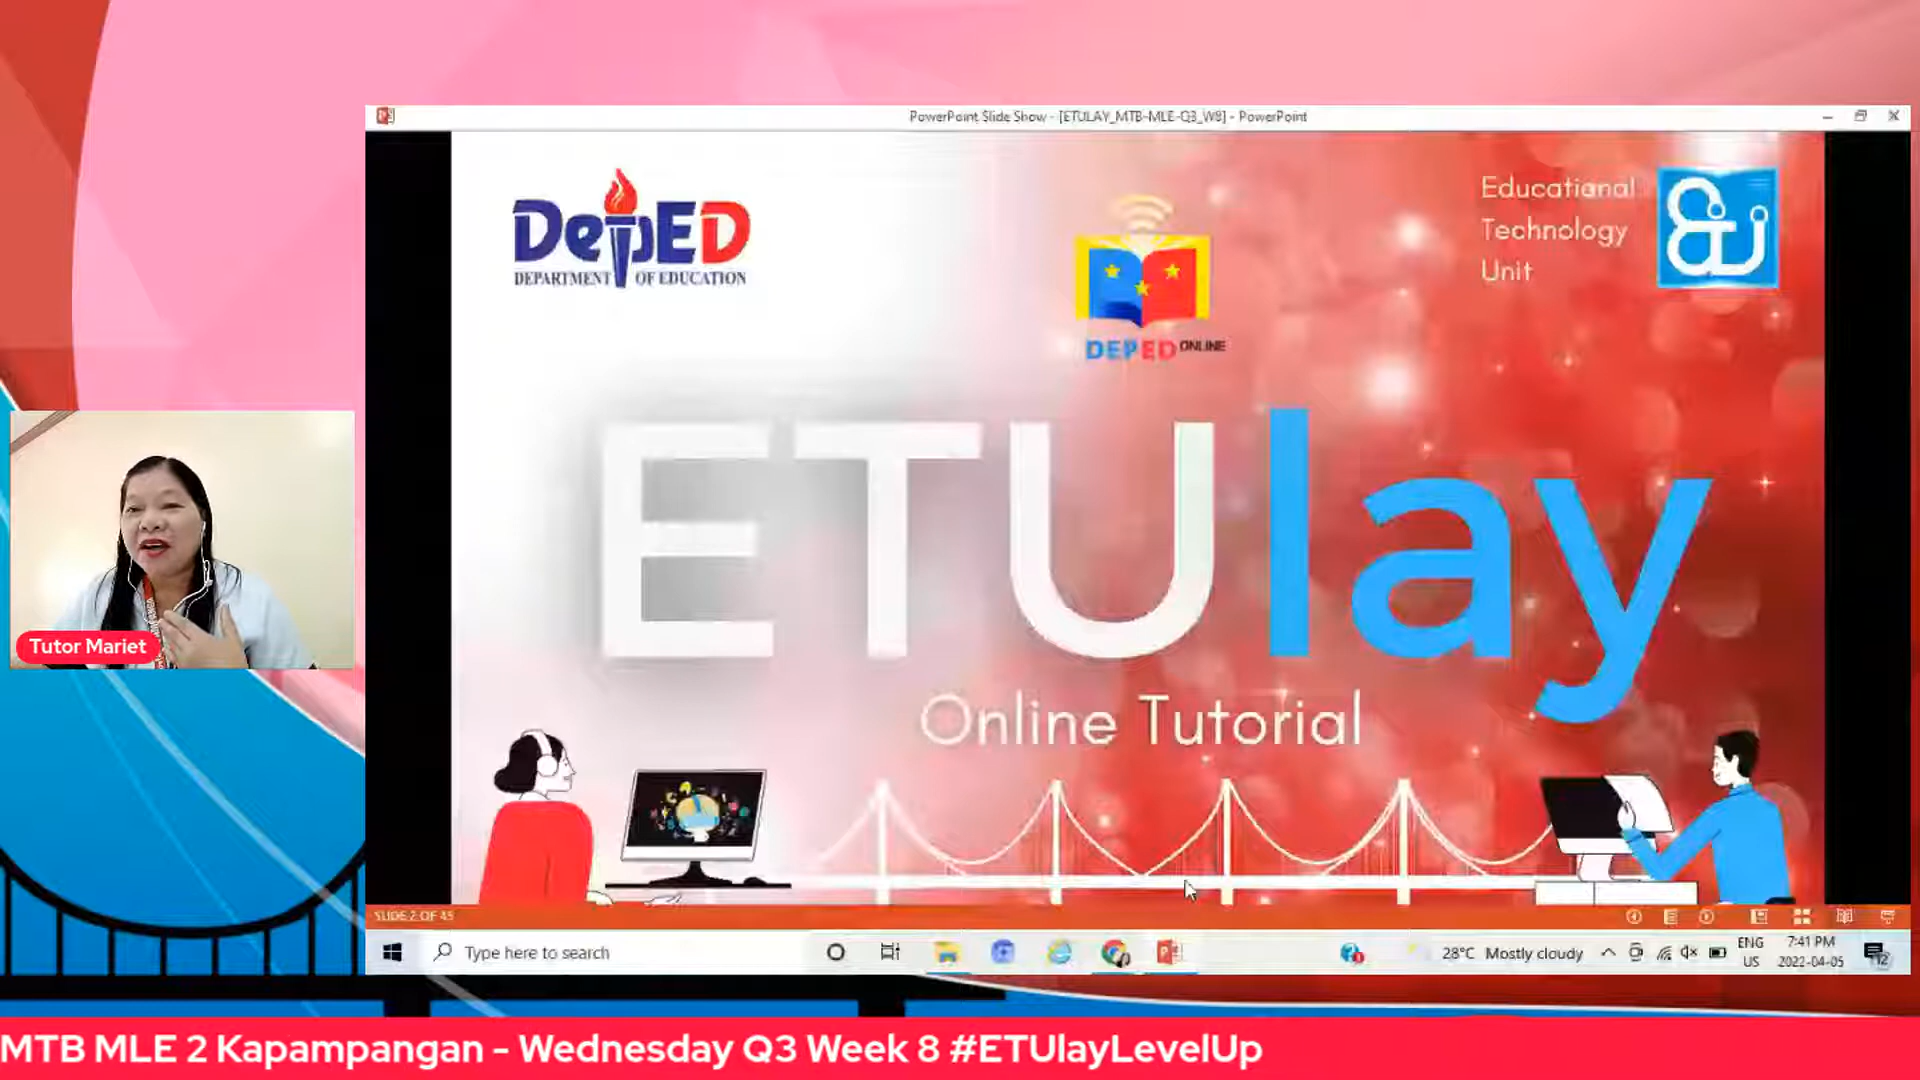 PowerPoint Slide Show - [ETULAY_MTB-MLE-Q3_W8] - PowerPoint
DepED
DEPARTMENT OF EDUCATION
DEPED ONLINE
Educational
Technology
Unit
ETUlay
Online Tutorial
Tutor Mariet
SLIDE 2 OF 45
Type here to search
28°C Mostly cloudy
ENG
US
7:41 PM
2022-04-05
12
MTB MLE 2 Kapampangan - Wednesday Q3 Week 8 #ETUlayLevelUp